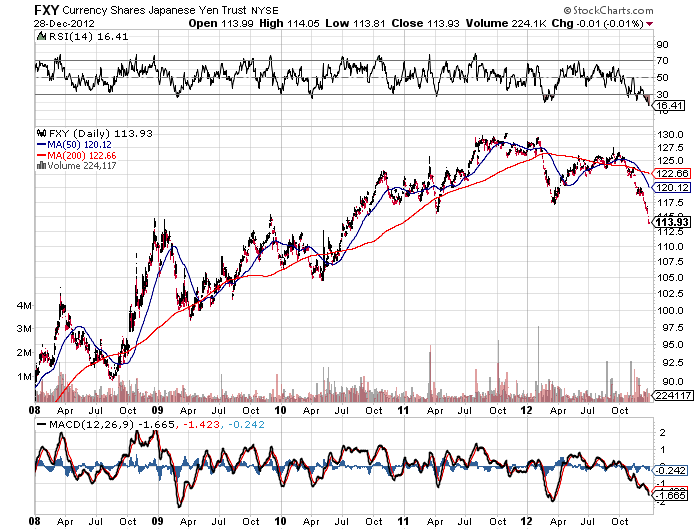 FXY Currency Shares Japanese Yen Trust NYSE © StockCharts.com
28-Dec-2012 Open 113.99 High 114.05 Low 113.81 Close 113.93 Volume 224.1K Chg -0.01 (-0.01%)
RSI(14) 16.41
90
70
50
30
16.41
10
FXY (Daily) 113.93
MA(50) 120.12
MA(200) 122.66
Volume 224,117
130.0
127.5
125.0
122.66
120.12
117.5
115.0
113.93
112.5
110.0
107.5
105.0
102.5
100.0
97.5
95.0
92.5
90.0
224117
4M
3M
2M
1M
08 Apr Jul Oct 09 Apr Jul Oct 10 Apr Jul Oct 11 Apr Jul Oct 12 Apr Jul Oct
MACD(12,26,9) -1.665, -1.423, -0.242
2
1
-0.242
-1
-1.665
-2
08 Apr Jul Oct 09 Apr Jul Oct 10 Apr Jul Oct 11 Apr Jul Oct 12 Apr Jul Oct